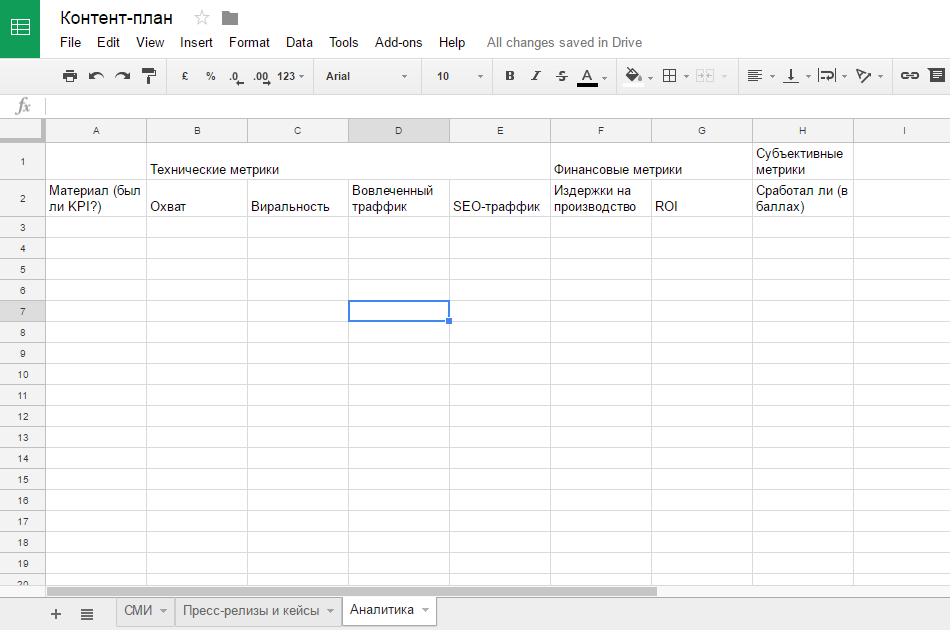 Контент-план
File Edit View Insert Format Data Tools Add-ons Help All changes saved in Drive
£ % .0 .00 123 Arial 10 B I S A
fx
A B C D E F G H I
1 Технические метрики Финансовые метрики Субъективные
метрики
2 Материал (был
ли KPI?) Охват Виральность Вовлеченный
траффик SEO-траффик Издержки на
производство ROI Сработал ли (в
баллах)
3
4
5
6
7
8
9
10
11
12
13
14
15
16
17
18
19
20
СМИ Пресс-релизы и кейсы Аналитика